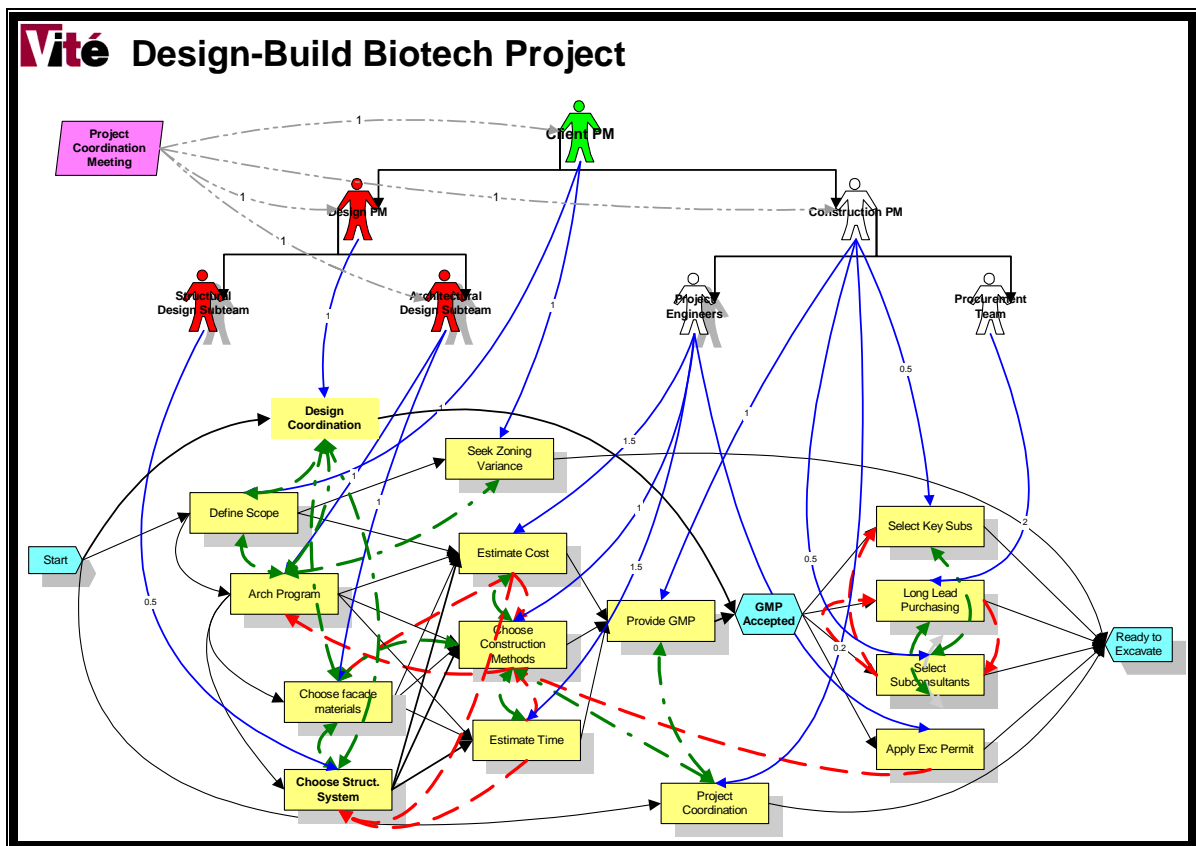 Vité Design-Build Biotech Project
Project
Coordination
Meeting
1
Client PM
1
1
Design PM
Construction PM
1
Structural
Design Subteam
Architectural
Design Subteam
Project
Engineers
Procurement
Team
1
1
0.5
Design
Coordination
1
1
1.5
Seek Zoning
Variance
1
1
Define Scope
1
Select Key Subs
2
Start
Estimate Cost
0.5
1.5
Arch Program
Long Lead
Purchasing
0.5
Provide GMP
GMP
Accepted
Choose
Construction
Methods
0.2
Ready to
Excavate
Select
Subconsultants
Choose facade
materials
Estimate Time
Apply Exc Permit
Choose Struct.
System
Project
Coordination